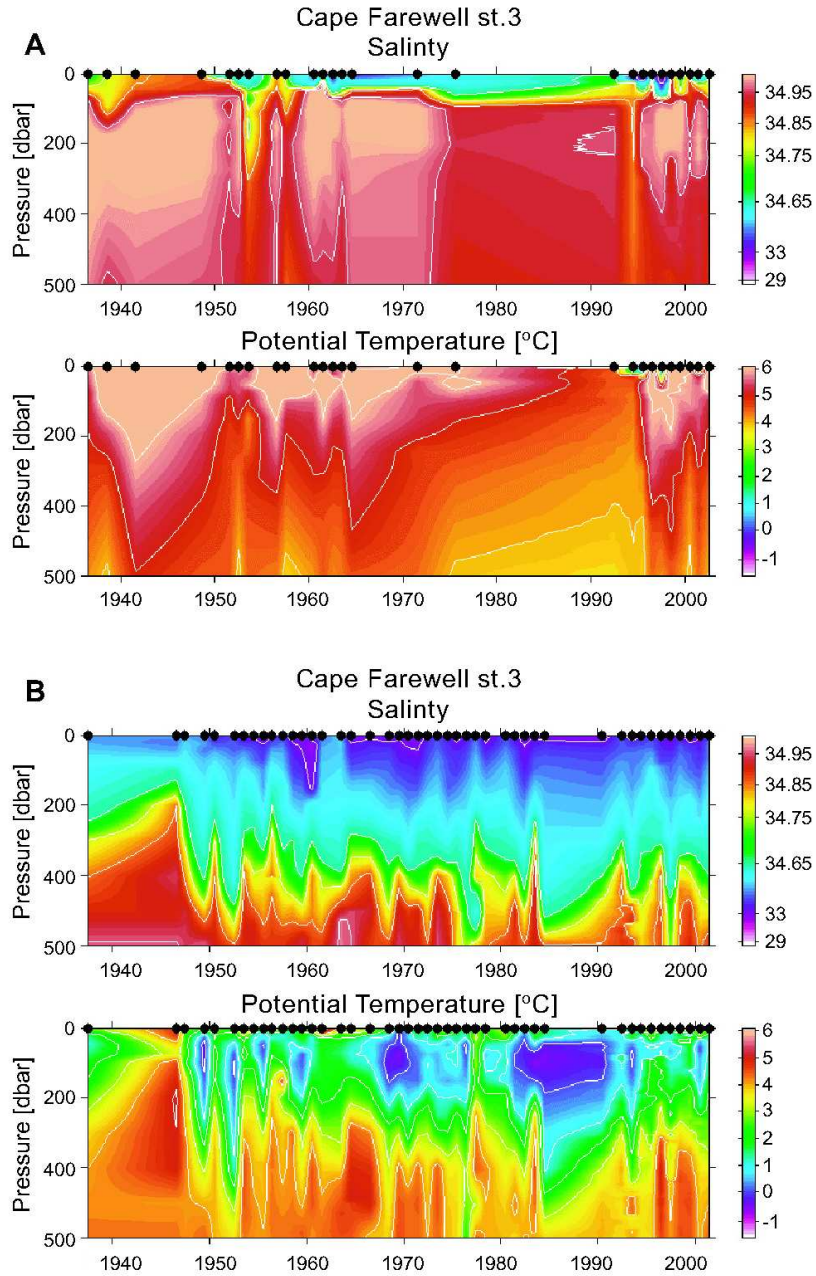 A
Cape Farewell st.3
Salinty
Pressure [dbar]
0
200
400
500
1940 1950 1960 1970 1980 1990 2000
34.95
34.85
34.75
34.65
33
29
Potential Temperature [°C]
Pressure [dbar]
0
200
400
500
1940 1950 1960 1970 1980 1990 2000
6
5
4
3
2
1
0
-1
B
Cape Farewell st.3
Salinty
Pressure [dbar]
0
200
400
500
1940 1950 1960 1970 1980 1990 2000
34.95
34.85
34.75
34.65
33
29
Potential Temperature [°C]
Pressure [dbar]
0
200
400
500
1940 1950 1960 1970 1980 1990 2000
6
5
4
3
2
1
0
-1